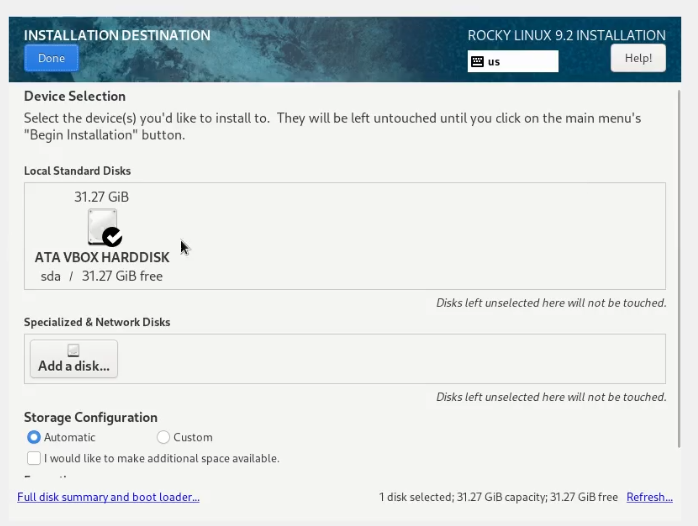 INSTALLATION DESTINATION
ROCKY LINUX 9.2 INSTALLATION
Done
us
Help!
Device Selection
Select the device(s) you'd like to install to.  They will be left untouched until you click on the main menu's
"Begin Installation" button.
Local Standard Disks
31.27 GiB
ATA VBOX HARDDISK
sda / 31.27 GiB free
Disks left unselected here will not be touched.
Specialized & Network Disks
Add a disk...
Disks left unselected here will not be touched.
Storage Configuration
Automatic
Custom
I would like to make additional space available.
Full disk summary and boot loader...
1 disk selected; 31.27 GiB capacity; 31.27 GiB free
Refresh...